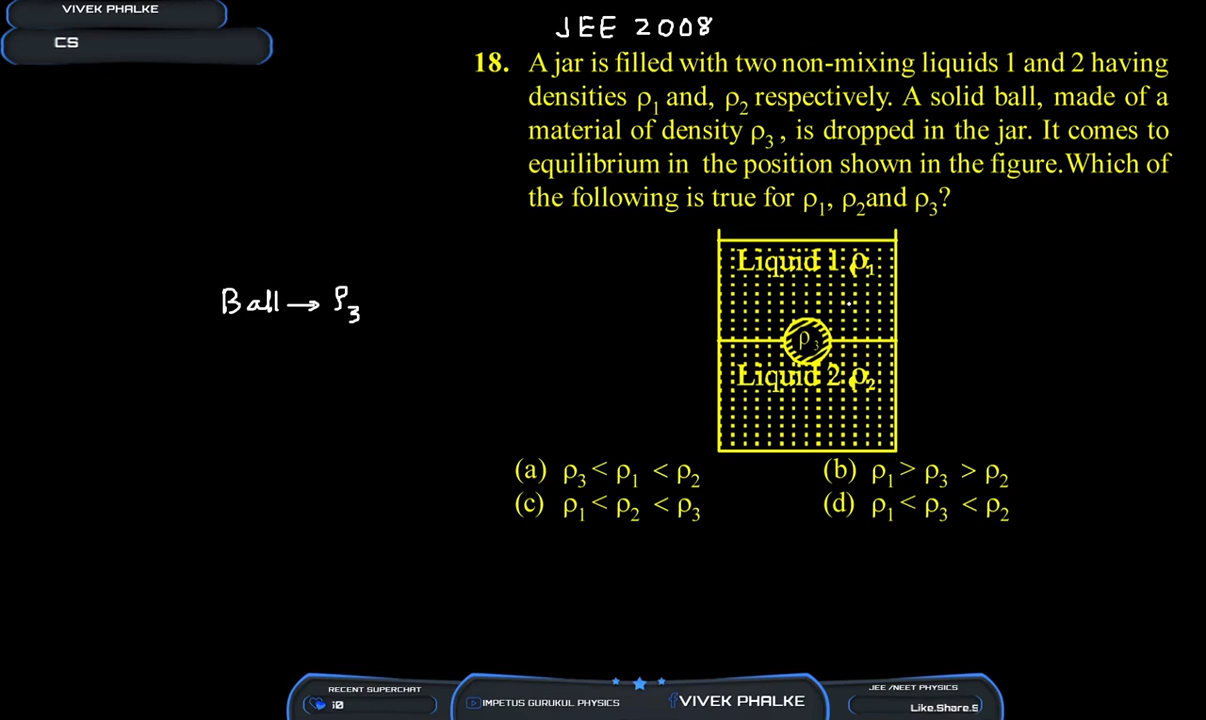 VIVEK PHALKE
CS
JEE 2008
18. A jar is filled with two non-mixing liquids 1 and 2 having
densities ρ₁ and, ρ₂ respectively. A solid ball, made of a
material of density ρ₃ , is dropped in the jar. It comes to
equilibrium in the position shown in the figure.Which of
the following is true for ρ₁, ρ₂and ρ₃?
Liquid 1 ρ₁
Ball → ρ₃
ρ₃
Liquid 2 ρ₂
(a) ρ₃ < ρ₁ < ρ₂ (b) ρ₁ > ρ₃ > ρ₂
(c) ρ₁ < ρ₂ < ρ₃ (d) ρ₁ < ρ₃ < ρ₂
RECENT SUPERCHAT
10
IMPETUS GURUKUL PHYSICS
VIVEK PHALKE
JEE /NEET PHYSICS
Like.Share.S